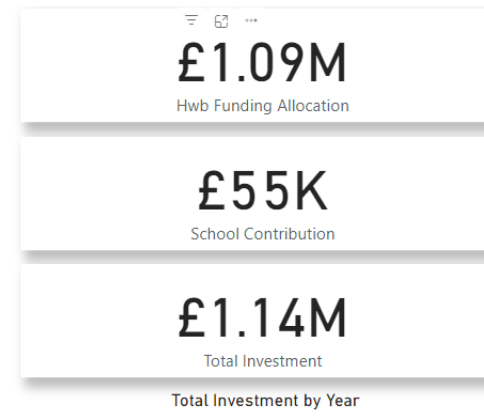 £1.09M
Hwb Funding Allocation
£55K
School Contribution
£1.14M
Total Investment
Total Investment by Year